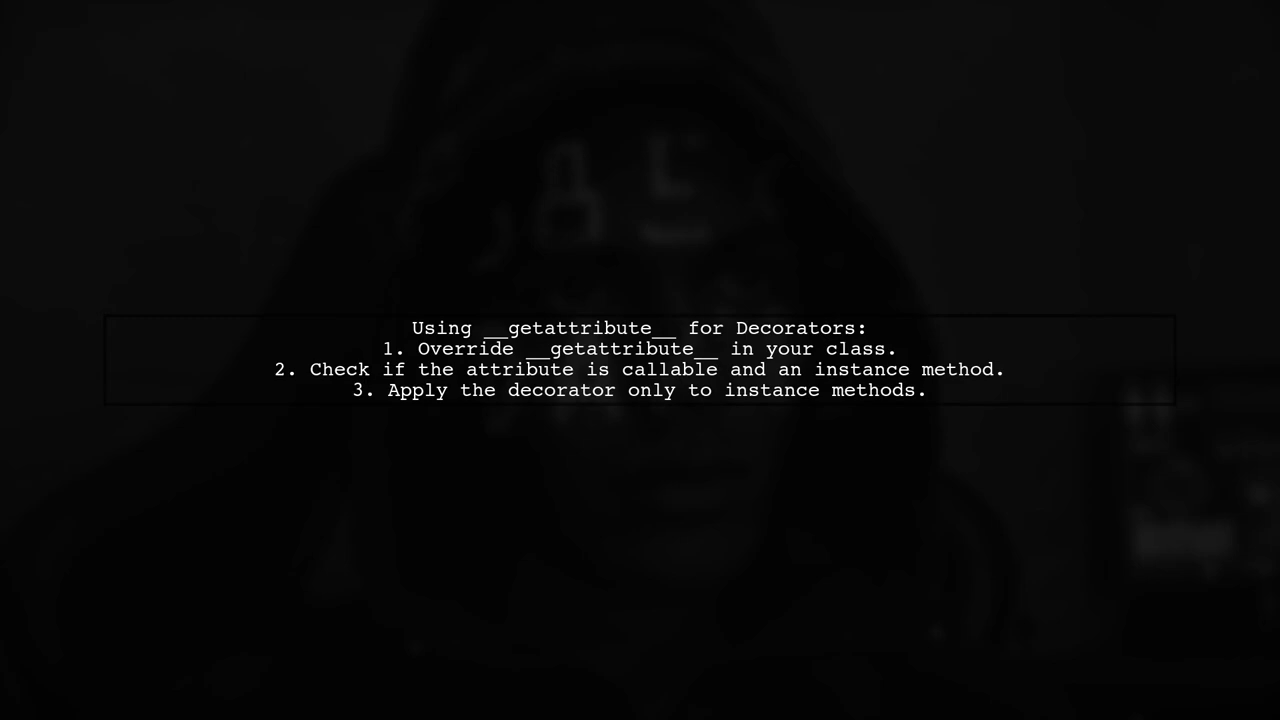 Using __getattribute__ for Decorators:
1. Override __getattribute__ in your class.
2. Check if the attribute is callable and an instance method.
3. Apply the decorator only to instance methods.